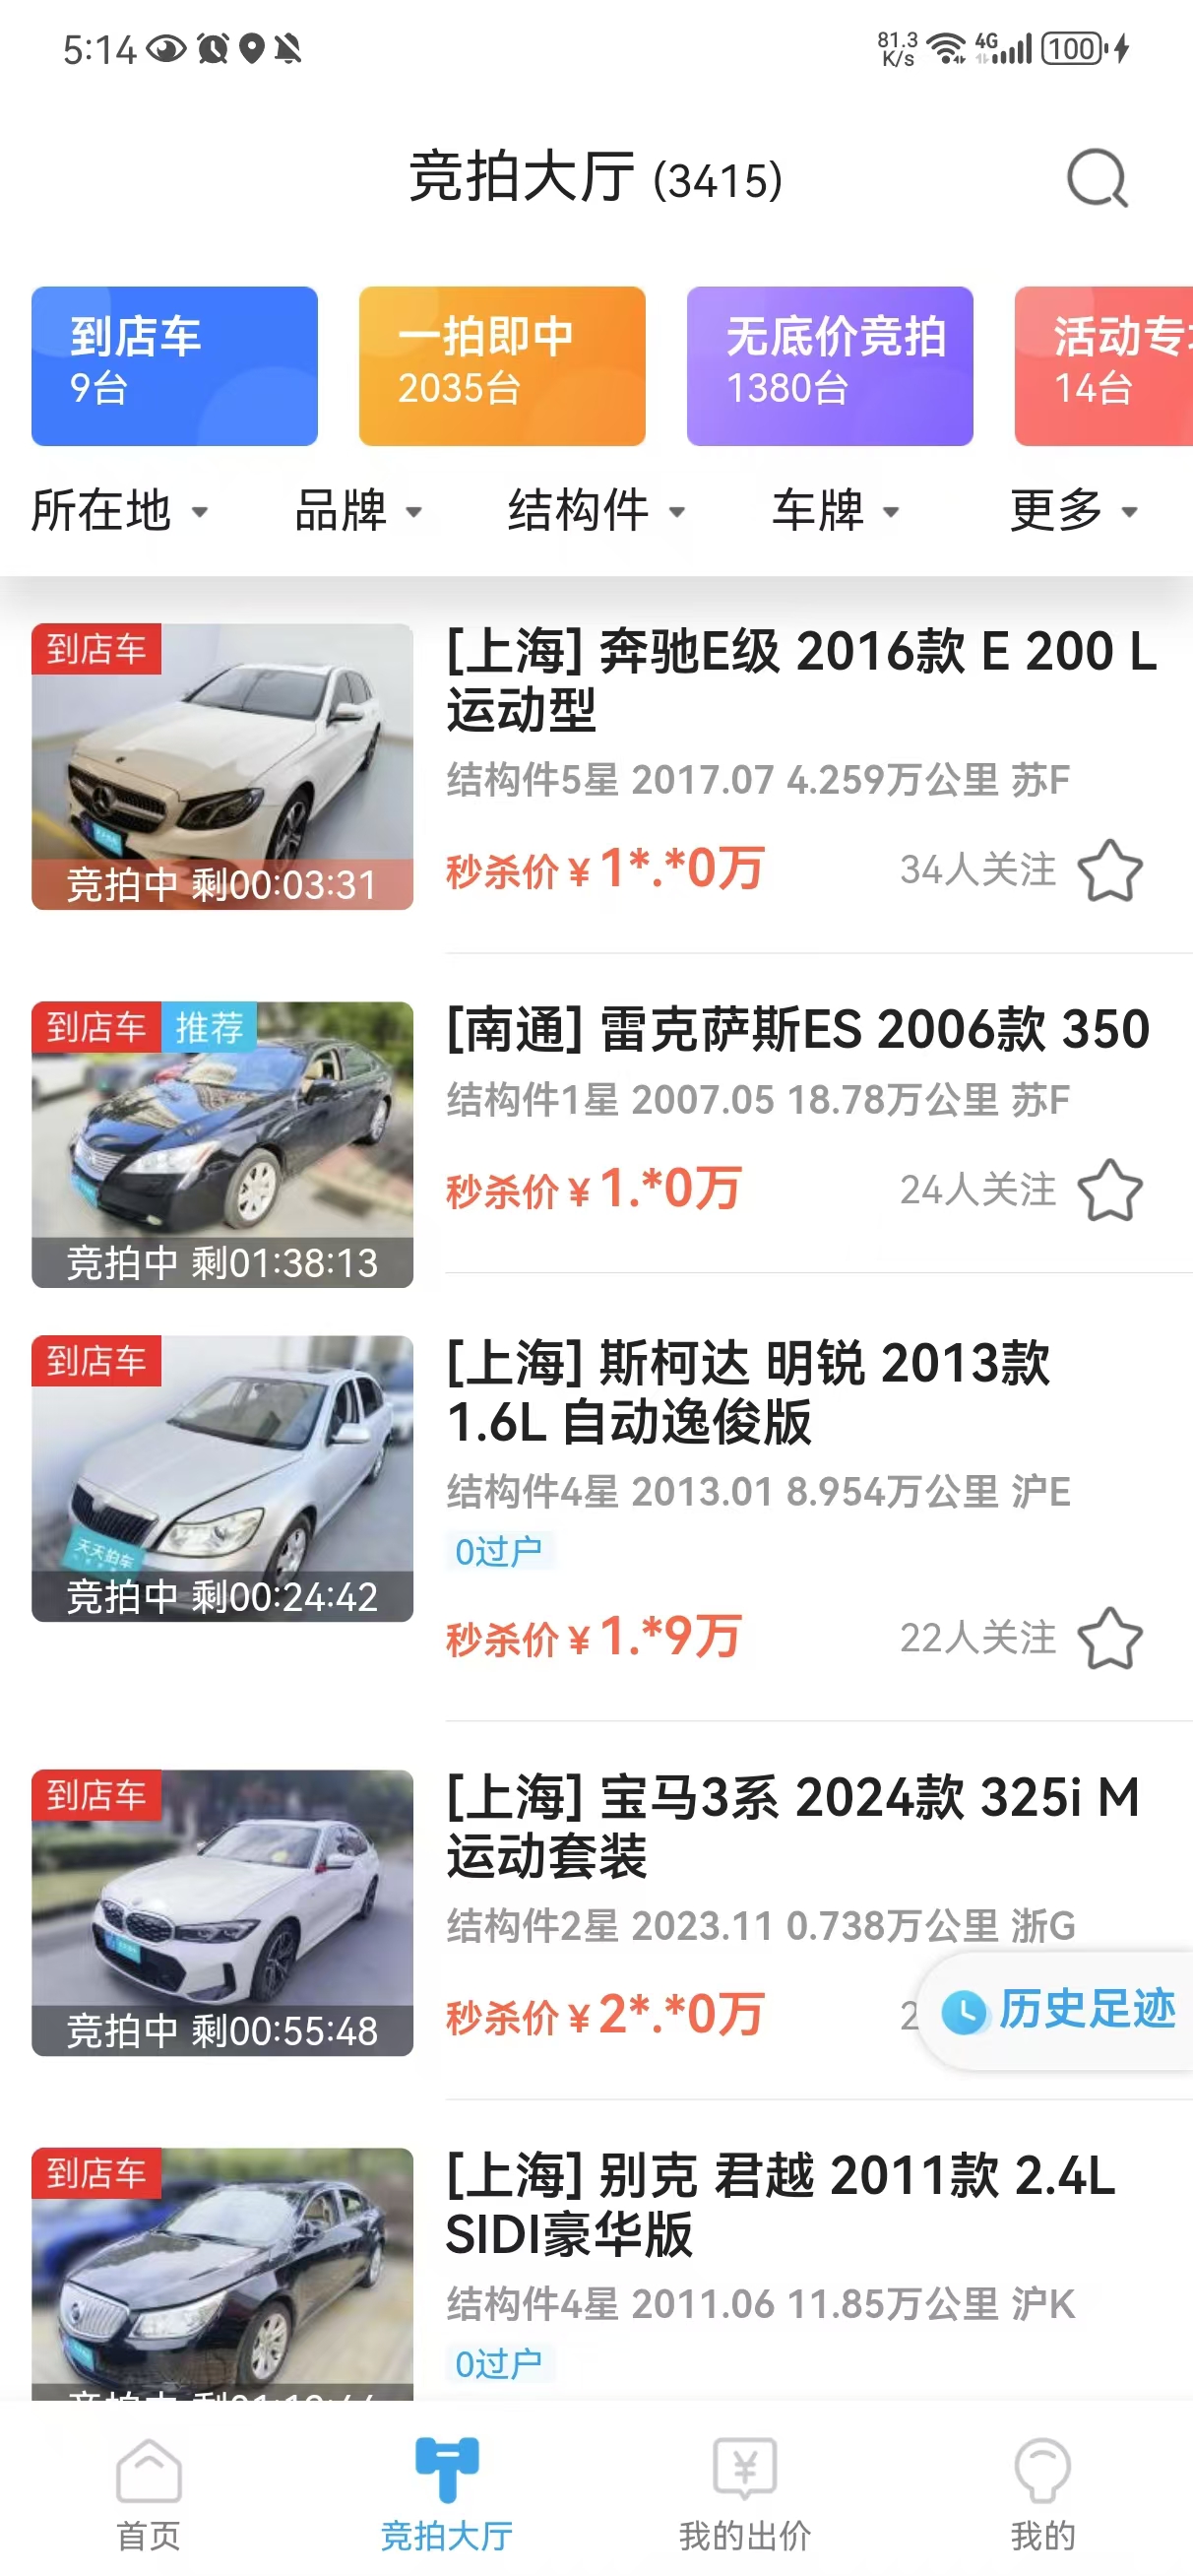 5:14
81.3
K/s
4G
100
竞拍大厅 (3415)
到店车
9台
一拍即中
2035台
无底价竞拍
1380台
活动专
14台
所在地
品牌
结构件
车牌
更多
到店车
竞拍中 剩00:03:31
[上海] 奔驰E级 2016款 E 200 L
运动型
结构件5星 2017.07 4.259万公里 苏F
秒杀价 ¥ 1*.*0万
34人关注
到店车 推荐
竞拍中 剩01:38:13
[南通] 雷克萨斯ES 2006款 350
结构件1星 2007.05 18.78万公里 苏F
秒杀价 ¥ 1.*0万
24人关注
到店车
天天拍车
竞拍中 剩00:24:42
[上海] 斯柯达 明锐 2013款
1.6L 自动逸俊版
结构件4星 2013.01 8.954万公里 沪E
0过户
秒杀价 ¥ 1.*9万
22人关注
到店车
竞拍中 剩00:55:48
[上海] 宝马3系 2024款 325i M
运动套装
结构件2星 2023.11 0.738万公里 浙G
秒杀价 ¥ 2*.*0万
2
历史足迹
到店车
[上海] 别克 君越 2011款 2.4L
SIDI豪华版
结构件4星 2011.06 11.85万公里 沪K
0过户
首页
竞拍大厅
我的出价
我的